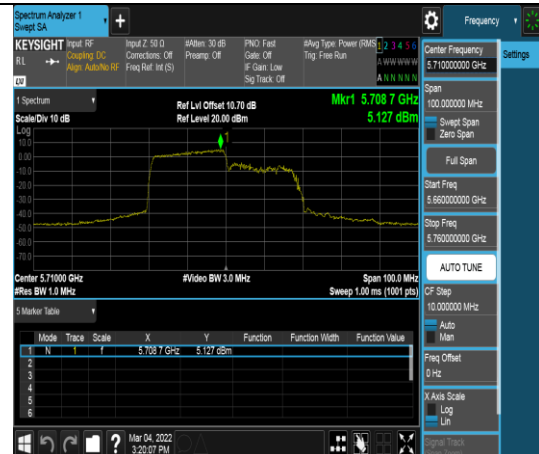 Spectrum Analyzer 1
Swept SA
+
Frequency
KEYSIGHT
RL
LXI
Input: RF
Coupling: DC
Align: Auto/No RF
Input Z: 50 Ω
Corrections: Off
Freq Ref: Int (S)
#Atten: 30 dB
Preamp: Off
PNO: Fast
Gate: Off
IF Gain: Low
Sig Track: Off
#Avg Type: Power (RMS)
Trig: Free Run
1 2 3 4 5 6
A W W W W W
A N N N N N
1 Spectrum
Scale/Div 10 dB
Ref Lvl Offset 10.70 dB
Ref Level 20.00 dBm
Mkr1 5.708 7 GHz
5.127 dBm
Log
10.0
0.00
-10.0
-20.0
-30.0
-40.0
-50.0
-60.0
-70.0
1
Center 5.71000 GHz
#Res BW 1.0 MHz
#Video BW 3.0 MHz
Span 100.0 MHz
Sweep 1.00 ms (1001 pts)
5 Marker Table
Mode Trace Scale X Y Function Function Width Function Value
1 N 1 f 5.708 7 GHz 5.127 dBm
2
3
4
5
6
Mar 04, 2022
3:20:07 PM
Center Frequency
5.710000000 GHz
Settings
Span
100.000000 MHz
Swept Span
Zero Span
Full Span
Start Freq
5.660000000 GHz
Stop Freq
5.760000000 GHz
AUTO TUNE
CF Step
10.000000 MHz
Auto
Man
Freq Offset
0 Hz
X Axis Scale
Log
Lin
Signal Track